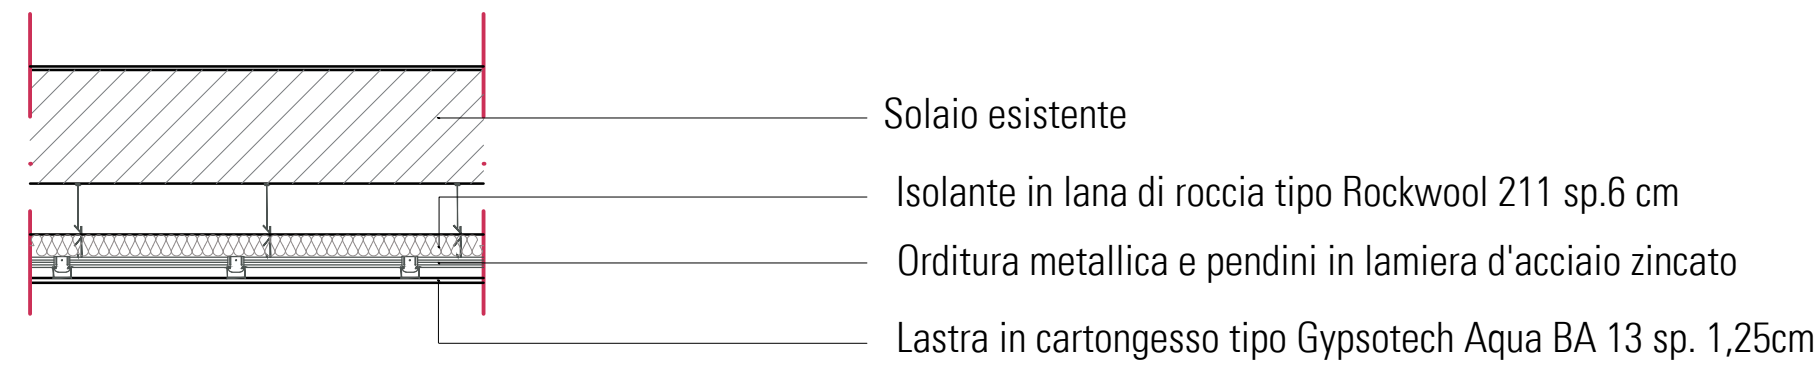 Solaio esistente
Isolante in lana di roccia tipo Rockwool 211 sp.6 cm
Orditura metallica e pendini in lamiera d'acciaio zincato
Lastra in cartongesso tipo Gypsotech Aqua BA 13 sp. 1,25cm